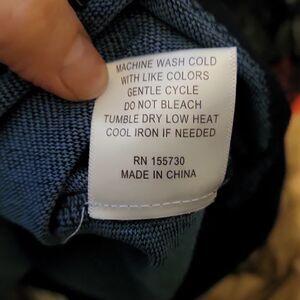 MACHINE WASH COLD
WITH LIKE COLORS
GENTLE CYCLE
DO NOT BLEACH
TUMBLE DRY LOW HEAT
COOL IRON IF NEEDED
RN 155730
MADE IN CHINA